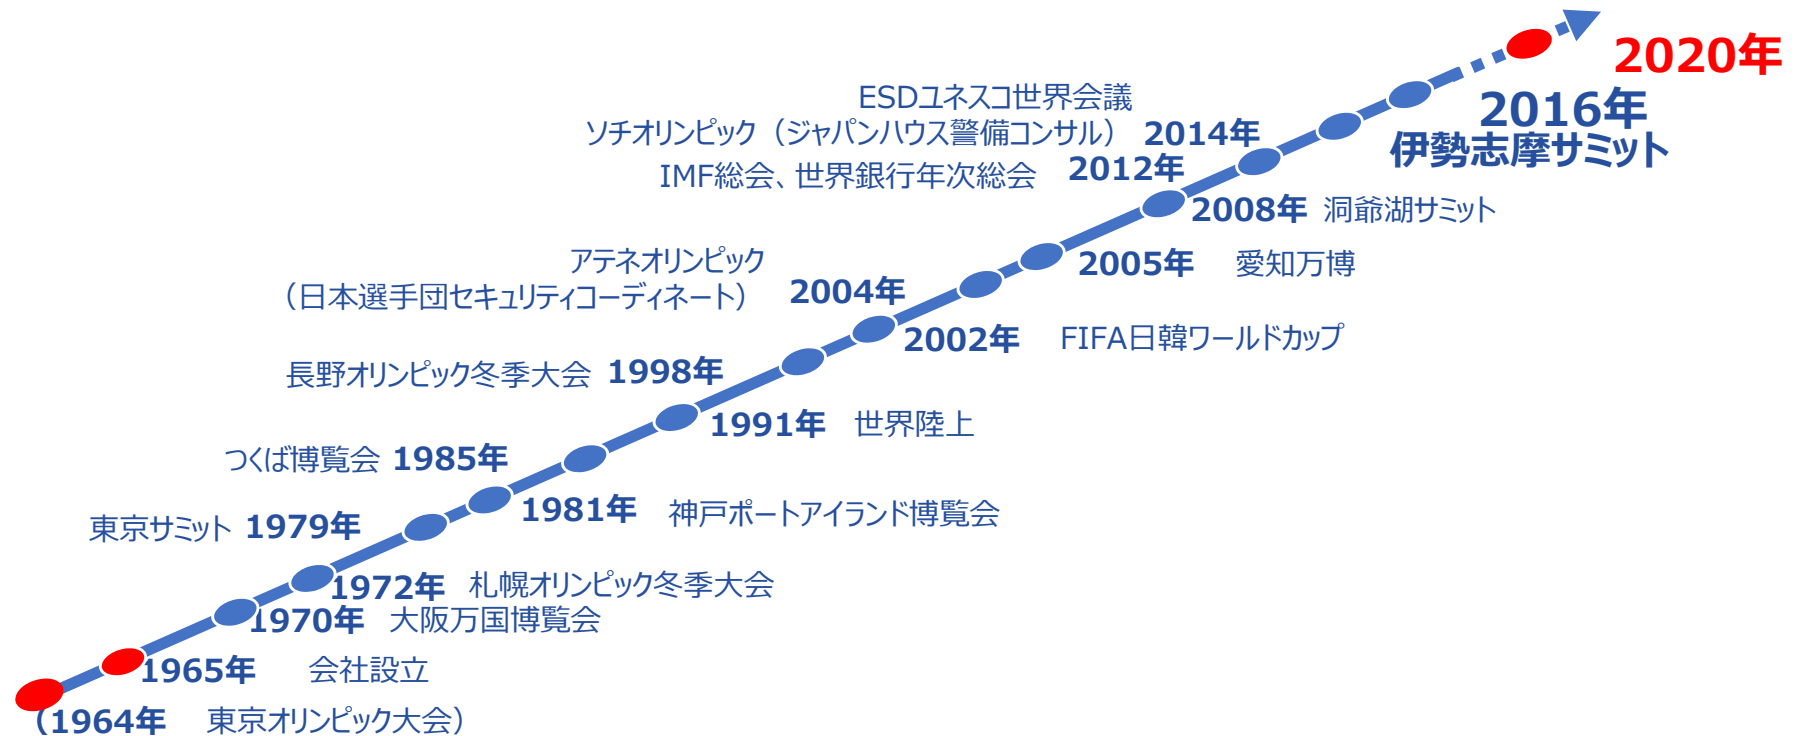 2020年
ESDユネスコ世界会議
2016年
ソチオリンピック（ジャパンハウス警備コンサル） 2014年
伊勢志摩サミット
IMF総会、世界銀行年次総会 2012年
2008年 洞爺湖サミット
アテネオリンピック
2005年 愛知万博
（日本選手団セキュリティコーディネート） 2004年
2002年 FIFA日韓ワールドカップ
長野オリンピック冬季大会 1998年
1991年 世界陸上
つくば博覧会 1985年
1981年 神戸ポートアイランド博覧会
東京サミット 1979年
1972年 札幌オリンピック冬季大会
1970年 大阪万国博覧会
1965年 会社設立
（1964年 東京オリンピック大会）